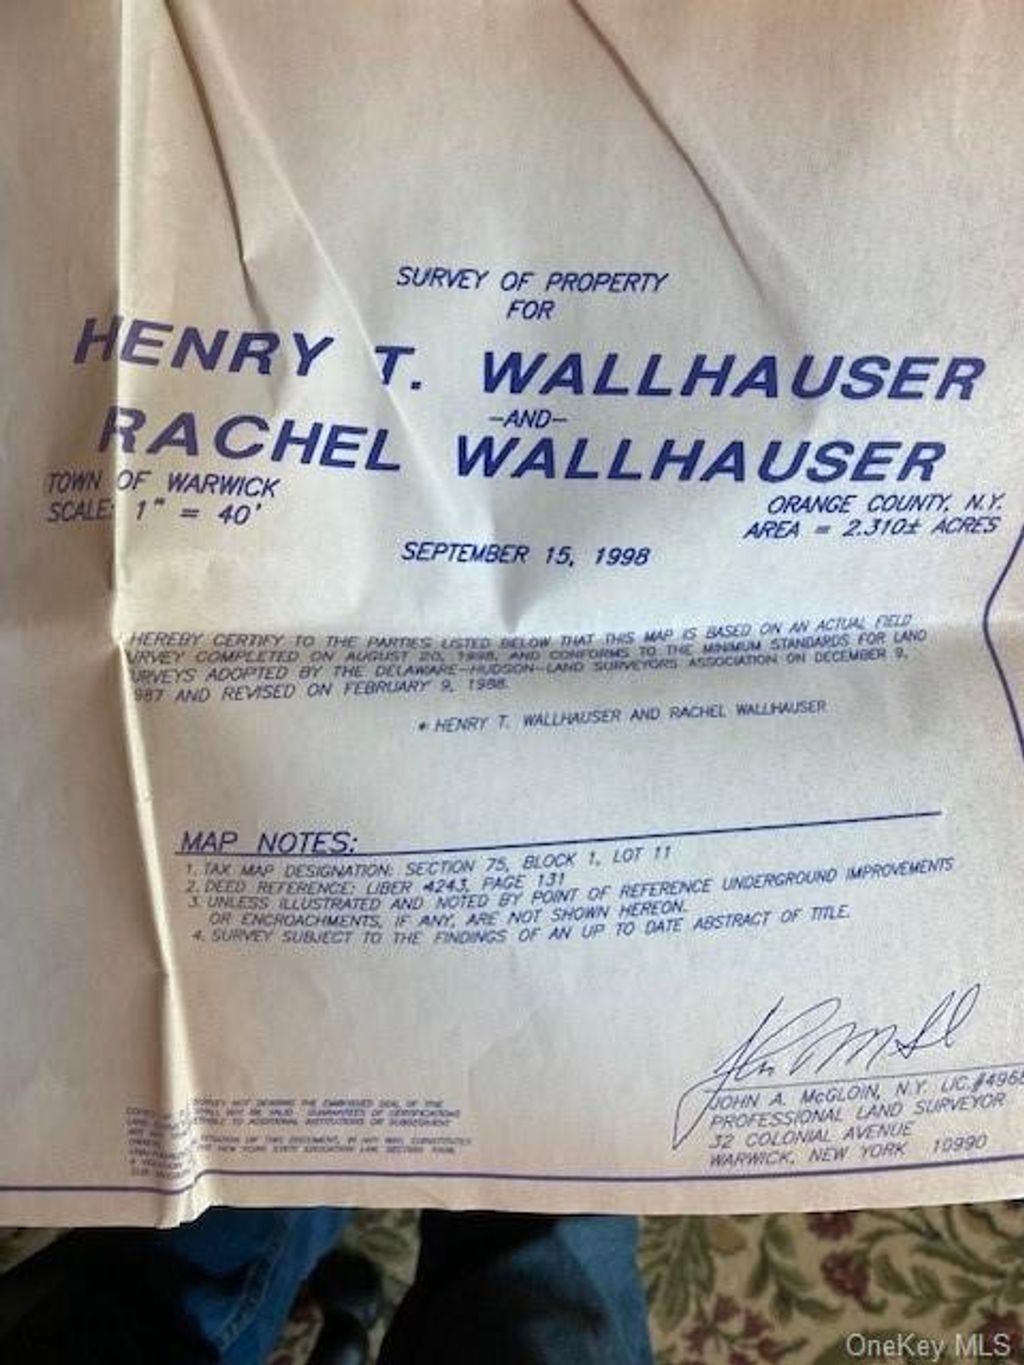 SURVEY OF PROPERTY
FOR
HENRY T. WALLHAUSER
-AND-
RACHEL WALLHAUSER
TOWN OF WARWICK
SCALE: 1" = 40'
ORANGE COUNTY, N.Y.
AREA = 2.310± ACRES
SEPTEMBER 15, 1998
HEREBY CERTIFY TO THE PARTIES LISTED BELOW THAT THIS MAP IS BASED ON AN ACTUAL FIELD
URVEY COMPLETED ON AUGUST 20, 1998, AND CONFORMS TO THE MINIMUM STANDARDS FOR LAND
URVEYS ADOPTED BY THE DELAWARE-HUDSON-LAND SURVEYORS ASSOCIATION ON DECEMBER 9,
987 AND REVISED ON FEBRUARY 9, 1988.
* HENRY T. WALLHAUSER AND RACHEL WALLHAUSER
MAP NOTES:
1. TAX MAP DESIGNATION: SECTION 75, BLOCK 1, LOT 11
2. DEED REFERENCE: LIBER 4243, PAGE 131
3. UNLESS ILLUSTRATED AND NOTED BY POINT OF REFERENCE UNDERGROUND IMPROVEMENTS
OR ENCROACHMENTS, IF ANY, ARE NOT SHOWN HEREON.
4. SURVEY SUBJECT TO THE FINDINGS OF AN UP TO DATE ABSTRACT OF TITLE.
JOHN A. McGLOIN, N.Y. LIC.#496
PROFESSIONAL LAND SURVEYOR
32 COLONIAL AVENUE
WARWICK, NEW YORK 10990
OneKey MLS